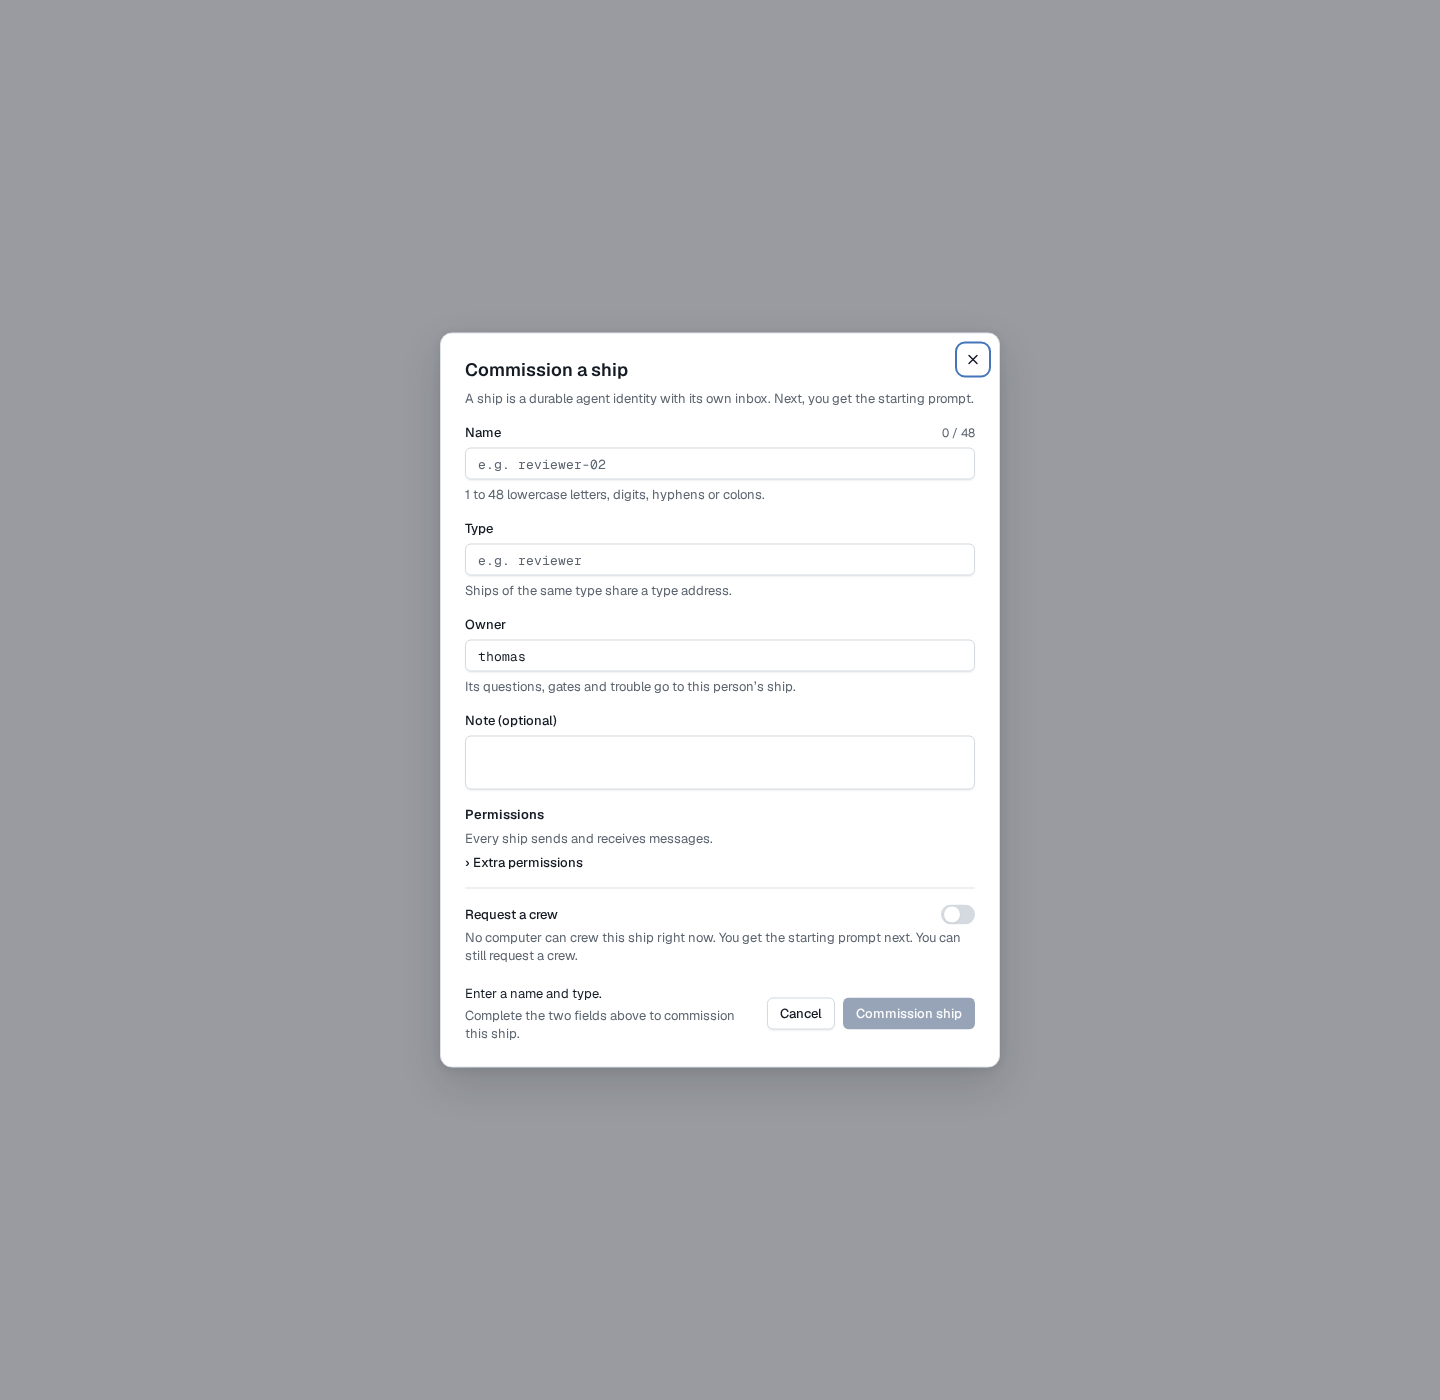 Commission a ship
A ship is a durable agent identity with its own inbox. Next, you get the starting prompt.
Name
0 / 48
e.g. reviewer-02
1 to 48 lowercase letters, digits, hyphens or colons.
Type
e.g. reviewer
Ships of the same type share a type address.
Owner
thomas
Its questions, gates and trouble go to this person's ship.
Note (optional)
Permissions
Every ship sends and receives messages.
› Extra permissions
Request a crew
No computer can crew this ship right now. You get the starting prompt next. You can
still request a crew.
Enter a name and type.
Complete the two fields above to commission
this ship.
Cancel
Commission ship